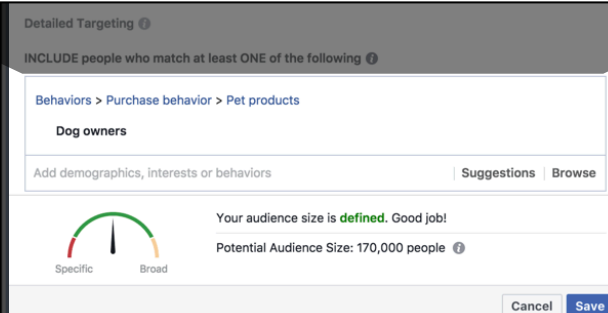 Detailed Targeting
INCLUDE people who match at least ONE of the following
Behaviors > Purchase behavior > Pet products
Dog owners
Add demographics, interests or behaviors
Suggestions
Browse
Your audience size is defined. Good job!
Potential Audience Size: 170,000 people
Specific
Broad
Cancel
Save